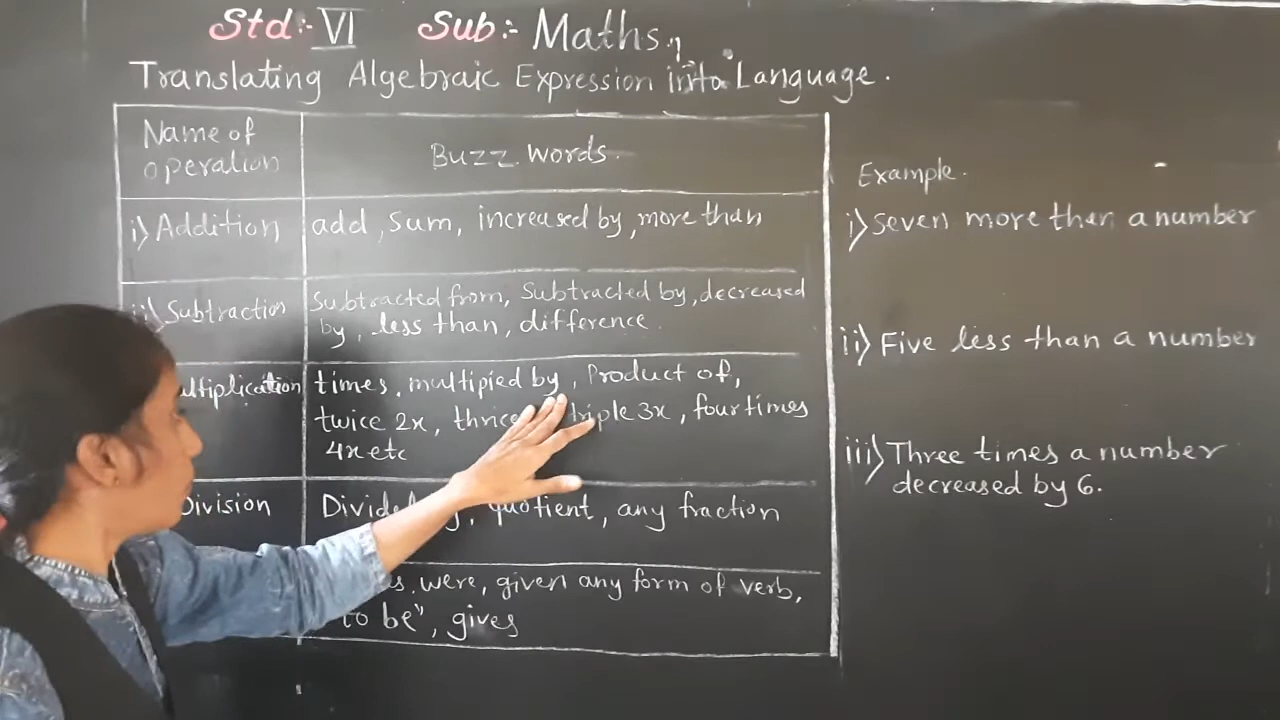 Std:- VI Sub:- Maths.
Translating Algebraic Expression into Language.
Name of
operation
Buzz words.
i) Addition
add, sum, increased by, more than
Subtraction
Subtracted from, Subtracted by, decreased
by, less than, difference.
times, multipied by, Product of,
twice 2x, triple 3x, four times
4x etc
Division
quotient, any fraction
were, given any form of verb,
to be", gives
Example.
i) seven more than a number
ii) Five less than a number
iii) Three times a number
decreased by 6.